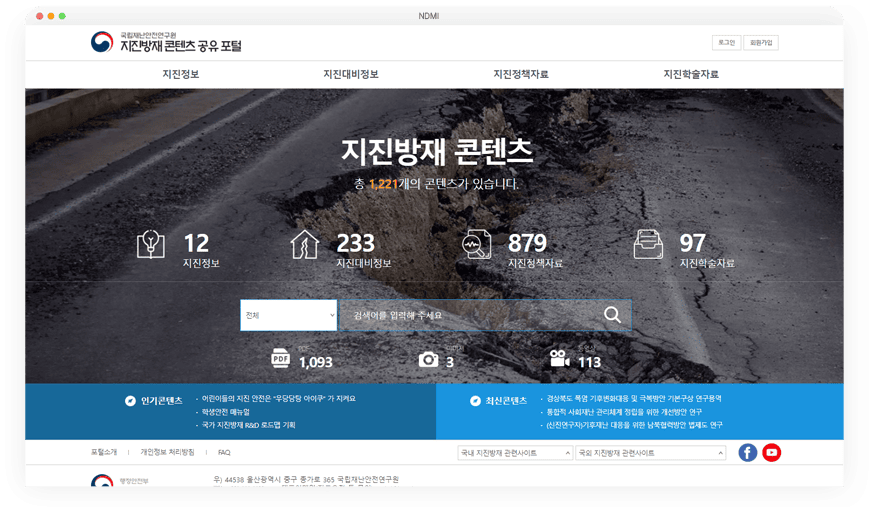 NDMI
국립재난안전연구원
지진방재 콘텐츠 공유 포털
로그인
회원가입
지진정보
지진대비정보
지진정책자료
지진학술자료
지진방재 콘텐츠
총 1,221개의 콘텐츠가 있습니다.
12
지진정보
233
지진대비정보
879
지진정책자료
97
지진학술자료
전체
검색어를 입력해 주세요
PDF
1,093
3
동영상
113
인기콘텐츠
· 어린이들의 지진 안전은 "우당당탕 아이쿠" 가 지켜요
· 학생안전 매뉴얼
· 국가 지진방재 R&D 로드맵 기획
최신콘텐츠
· 경상북도 폭염 기후변화대응 및 극복방안 기본구상 연구용역
· 통합적 사회재난 관리체계 정립을 위한 개선방안 연구
· (신진연구자)기후재난 대응을 위한 남북협력방안 법제도 연구
포털소개 | 개인정보 처리방침 | FAQ
국내 지진방재 관련사이트
국외 지진방재 관련사이트
행정안전부
우) 44538 울산광역시 중구 종가로 365 국립재난안전연구원